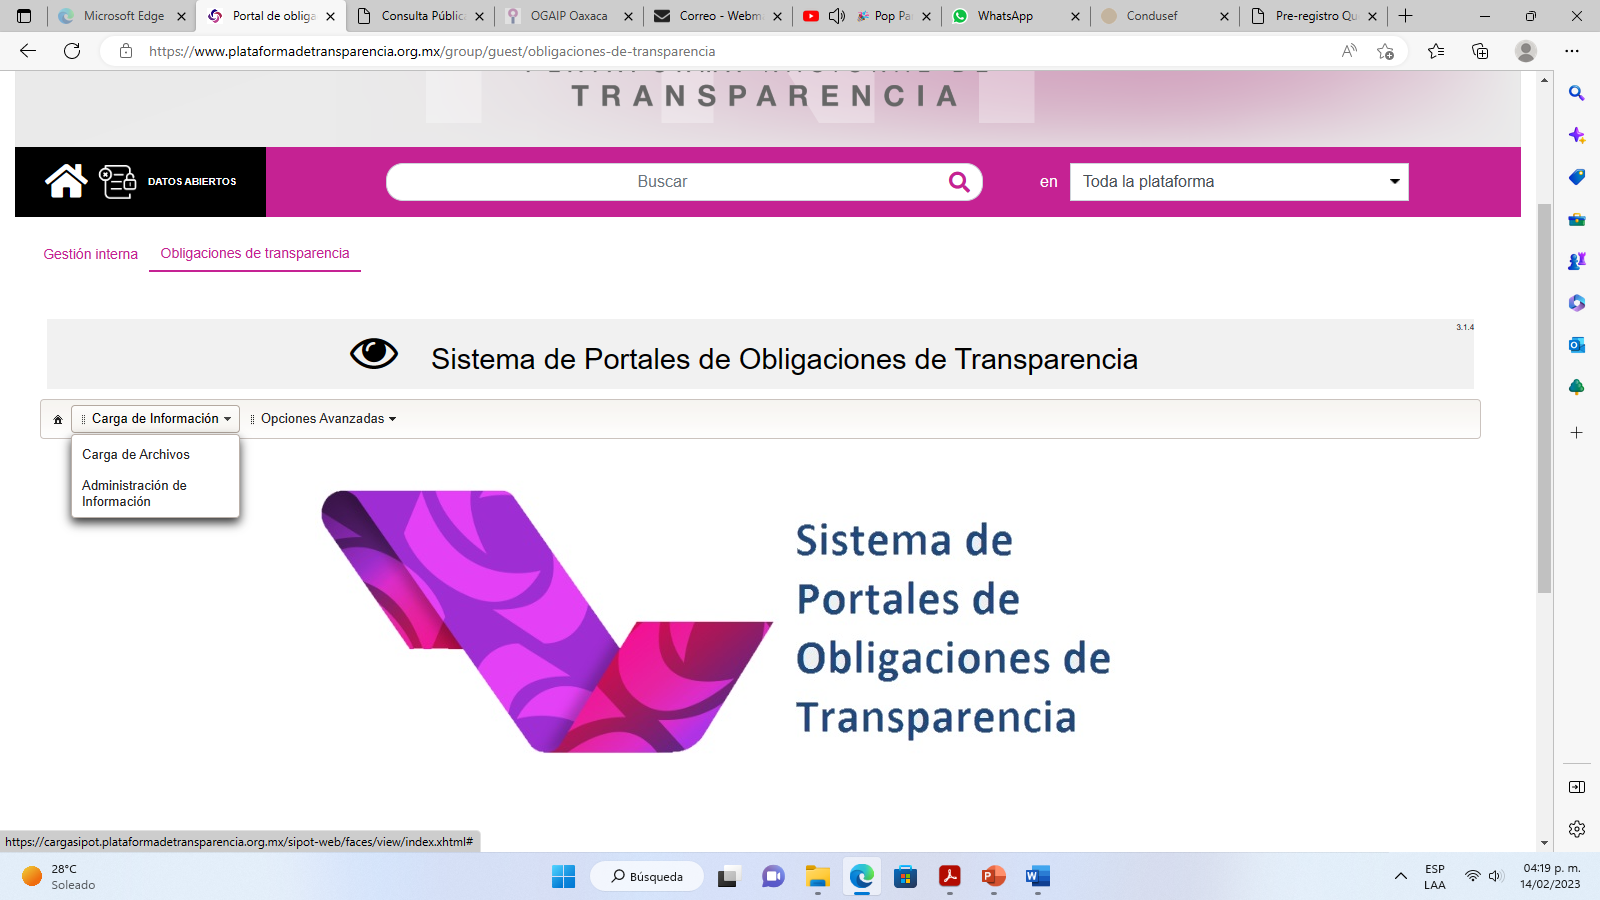 Microsoft Edge
Portal de obliga
Consulta Pública
OGAIP Oaxaca
Correo - Webma
Pop Pa
WhatsApp
Condusef
Pre-registro Qu
https://www.plataformadetransparencia.org.mx/group/guest/obligaciones-de-transparencia
TRANSPARENCIA
DATOS ABIERTOS
Buscar
en
Toda la plataforma
Gestión interna
Obligaciones de transparencia
3.1.4
Sistema de Portales de Obligaciones de Transparencia
Carga de Información
Opciones Avanzadas
Carga de Archivos
Administración de
Información
Sistema de
Portales de
Obligaciones de
Transparencia
https://cargasipot.plataformadetransparencia.org.mx/sipot-web/faces/view/index.xhtml#
28°C
Soleado
Búsqueda
ESP
LAA
04:19 p. m.
14/02/2023